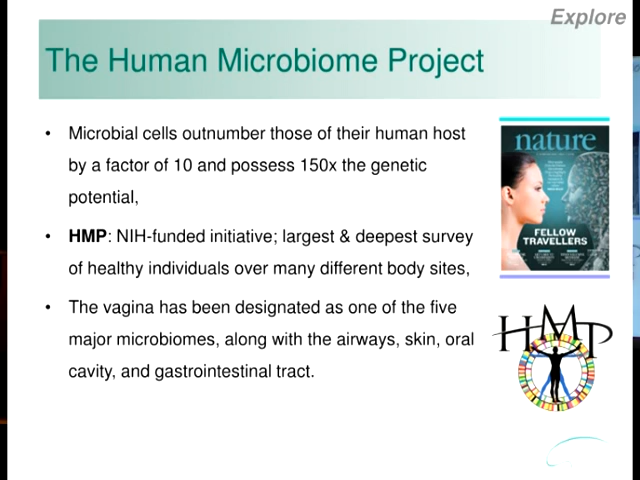 Explore
The Human Microbiome Project
• Microbial cells outnumber those of their human host
by a factor of 10 and possess 150x the genetic
potential,
• HMP: NIH-funded initiative; largest & deepest survey
of healthy individuals over many different body sites,
• The vagina has been designated as one of the five
major microbiomes, along with the airways, skin, oral
cavity, and gastrointestinal tract.
nature
FELLOW
TRAVELLERS
HMP